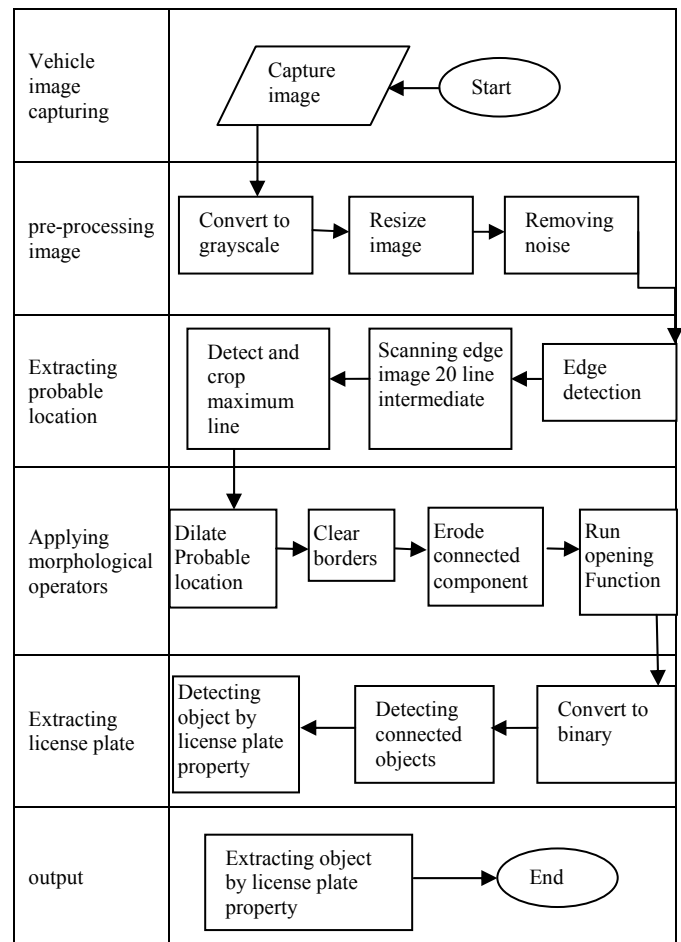 Vehicle
image
capturing
Capture
image
Start
pre-processing
image
Convert to
grayscale
Resize
image
Removing
noise
Extracting
probable
location
Detect and
crop
maximum
line
Scanning edge
image 20 line
intermediate
Edge
detection
Applying
morphological
operators
Dilate
Probable
location
Clear
borders
Erode
connected
component
Run
opening
Function
Extracting
license plate
Detecting
object by
license plate
property
Detecting
connected
objects
Convert to
binary
output
Extracting object
by license plate
property
End